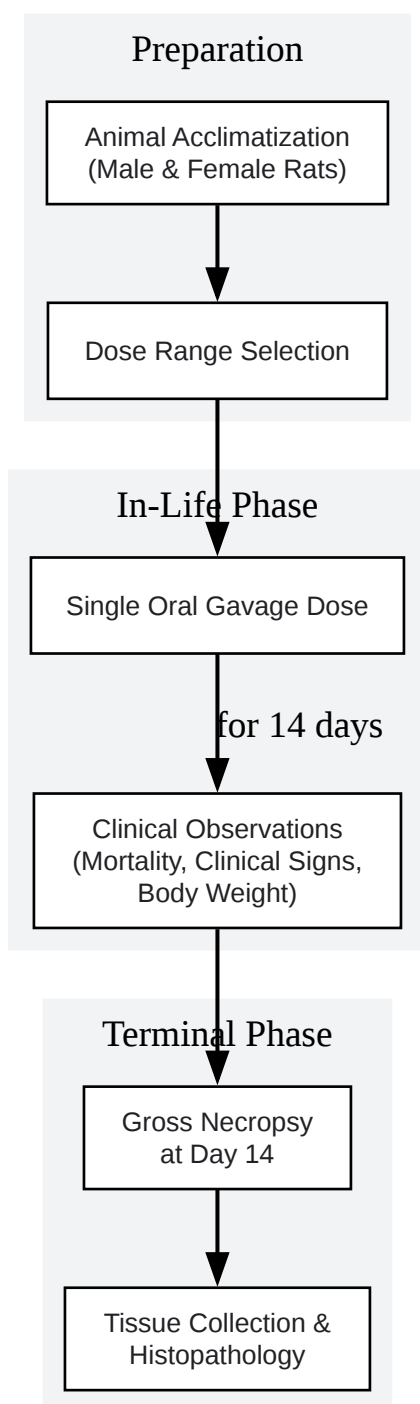 Preparation
Animal Acclimatization
(Male & Female Rats)
Dose Range Selection
In-Life Phase
Single Oral Gavage Dose
for 14 days
Clinical Observations
(Mortality, Clinical Signs,
Body Weight)
Terminal Phase
Gross Necropsy
at Day 14
Tissue Collection &
Histopathology